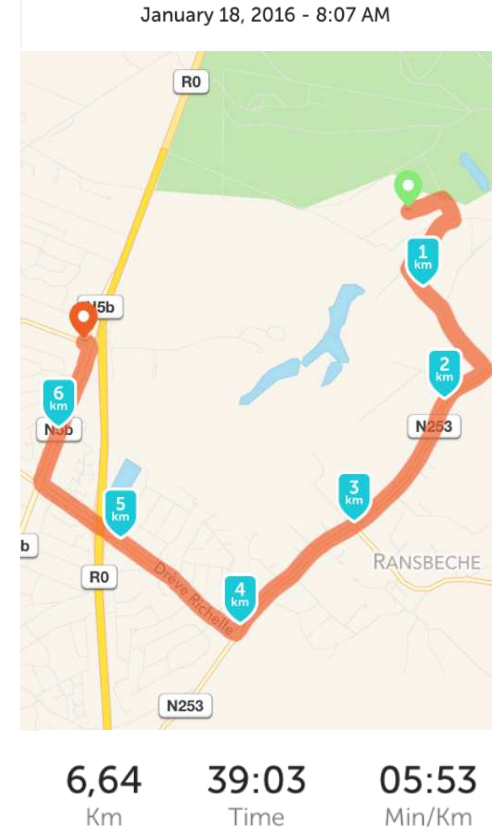 January 18, 2016 - 8:07 AM
R0
1
km
N5b
2
km
6
km
N5b
N253
3
km
5
km
b
RANSBECHE
R0
4
km
Drève Richelle
N253
6,64
39:03
05:53
Km
Time
Min/Km